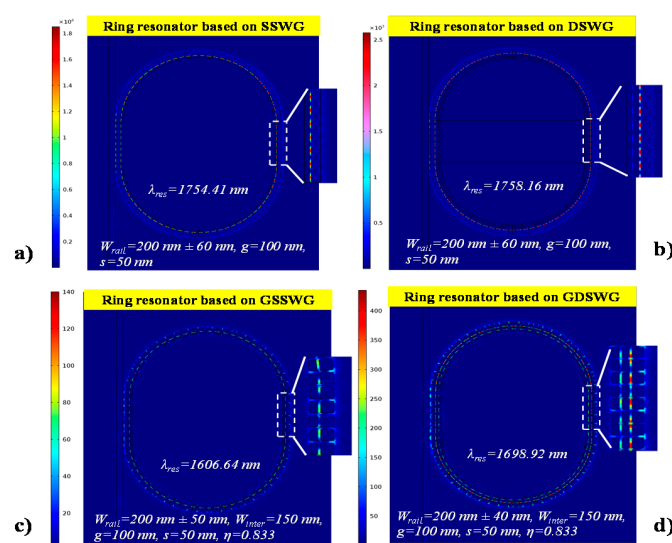 Ring resonator based on SSWG
1.8
1.6
1.4
1.2
1
0.8
0.6
0.4
0.2
λres=1754.41 nm
Wrail=200 nm ± 60 nm, g=100 nm,
s=50 nm
a)
Ring resonator based on DSWG
2.5
2
1.5
1
0.5
λres=1758.16 nm
Wrail=200 nm ± 60 nm, g=100 nm,
s=50 nm
b)
Ring resonator based on GSSWG
140
120
100
80
60
40
20
λres=1606.64 nm
Wrail=200 nm ± 50 nm, Winter=150 nm,
g=100 nm, s=50 nm, η=0.833
c)
Ring resonator based on GDSWG
400
350
300
250
200
150
100
50
λres=1698.92 nm
Wrail=200 nm ± 40 nm, Winter=150 nm,
g=100 nm, s=50 nm, η=0.833
d)